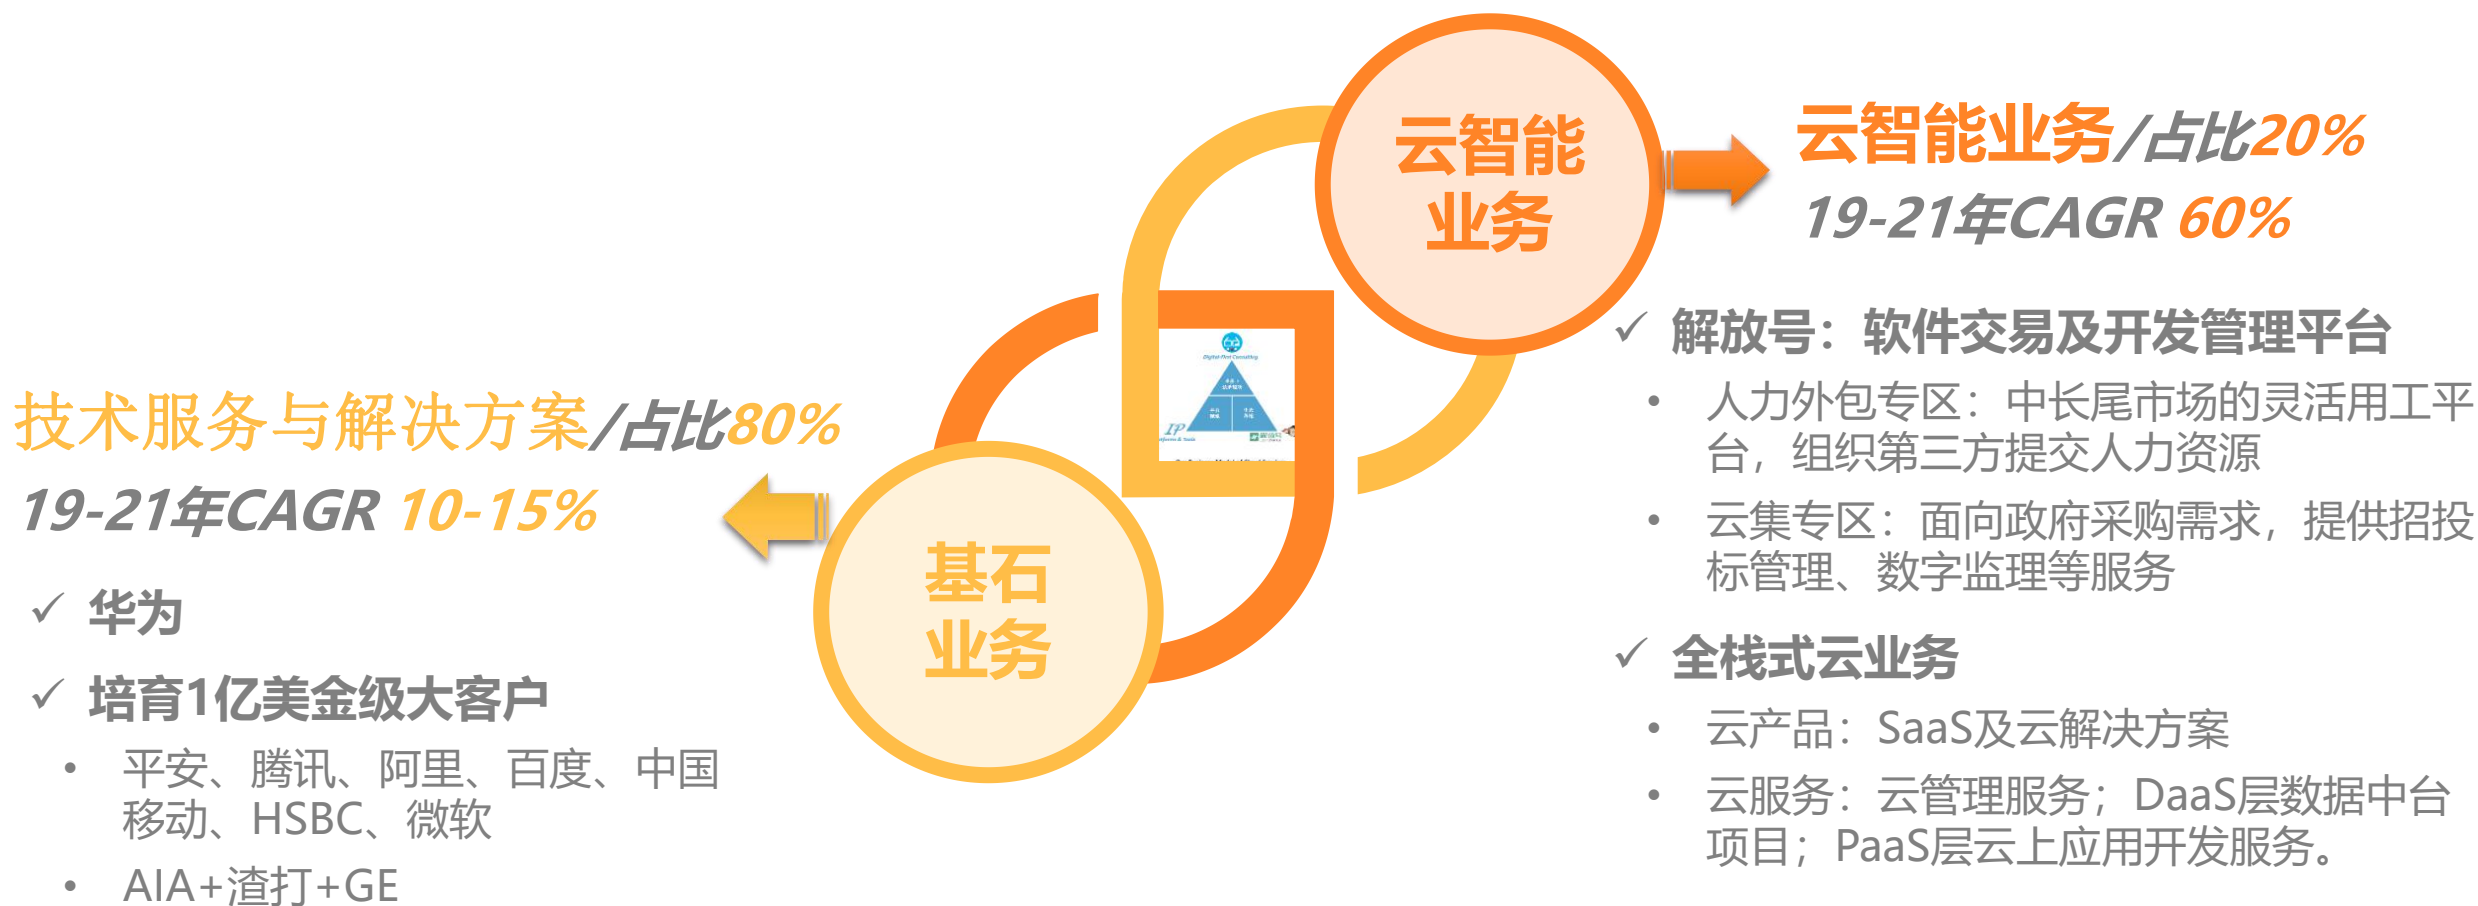 云智能
业务
云智能业务/占比20%
19-21年CAGR 60%
✓ 解放号：软件交易及开发管理平台
• 人力外包专区：中长尾市场的灵活用工平
台，组织第三方提交人力资源
• 云集专区：面向政府采购需求，提供招投
标管理、数字监理等服务
✓ 全栈式云业务
• 云产品：SaaS及云解决方案
• 云服务：云管理服务；DaaS层数据中台
项目；PaaS层云上应用开发服务。
Digital-First Consulting
IP
技术服务与解决方案/占比80%
19-21年CAGR 10-15%
基石
业务
✓ 华为
✓ 培育1亿美金级大客户
• 平安、腾讯、阿里、百度、中国
移动、HSBC、微软
• AIA+渣打+GE